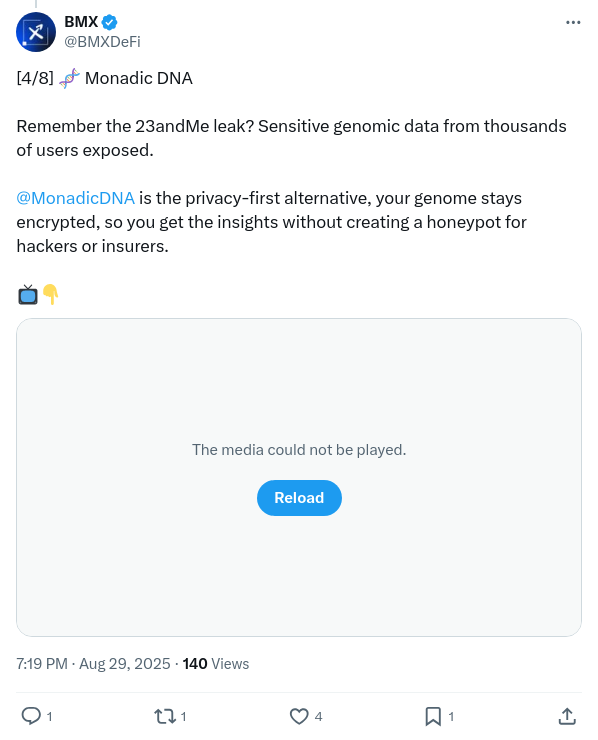 BMX
@BMXDeFi
[4/8] 🧬 Monadic DNA
Remember the 23andMe leak? Sensitive genomic data from thousands
of users exposed.
@MonadicDNA is the privacy-first alternative, your genome stays
encrypted, so you get the insights without creating a honeypot for
hackers or insurers.
📺👇
The media could not be played.
Reload
7:19 PM · Aug 29, 2025 · 140 Views
1 1 4 1